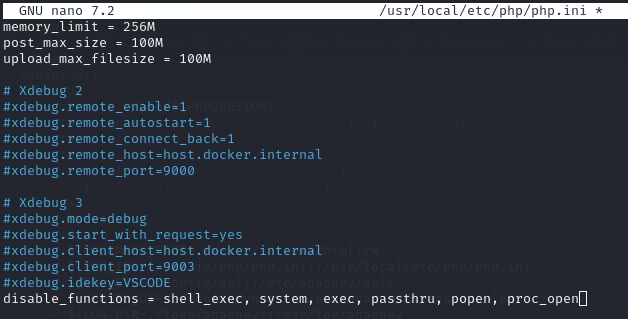 GNU nano 7.2 /usr/local/etc/php/php.ini *
memory_limit = 256M
post_max_size = 100M
upload_max_filesize = 100M
# Xdebug 2
#xdebug.remote_enable=1
#xdebug.remote_autostart=1
#xdebug.remote_connect_back=1
#xdebug.remote_host=host.docker.internal
#xdebug.remote_port=9000
# Xdebug 3
#xdebug.mode=debug
#xdebug.start_with_request=yes
#xdebug.client_host=host.docker.internal
#xdebug.client_port=9003
#xdebug.idekey=VSCODE
disable_functions = shell_exec, system, exec, passthru, popen, proc_open